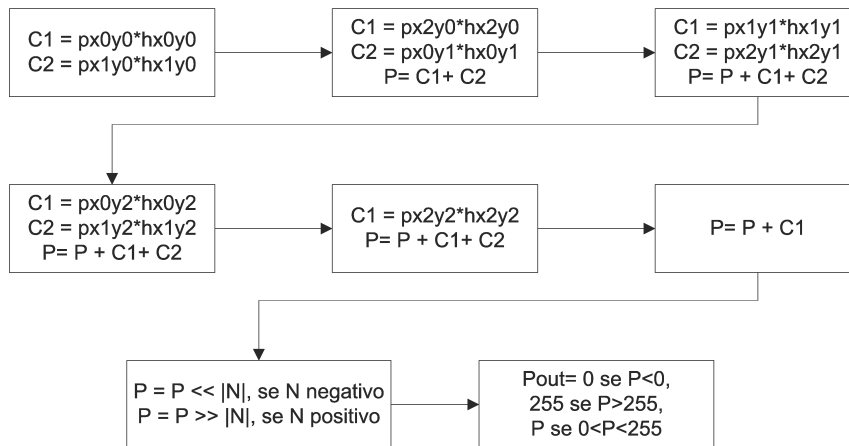 C1 = px0y0*hx0y0
C2 = px1y0*hx1y0
C1 = px2y0*hx2y0
C2 = px0y1*hx0y1
P= C1+ C2
C1 = px1y1*hx1y1
C2 = px2y1*hx2y1
P= P + C1+ C2
C1 = px0y2*hx0y2
C2 = px1y2*hx1y2
P= P + C1+ C2
C1 = px2y2*hx2y2
P= P + C1+ C2
P= P + C1
P = P << |N|, se N negativo
P = P >> |N|, se N positivo
Pout= 0 se P<0,
255 se P>255,
P se 0<P<255